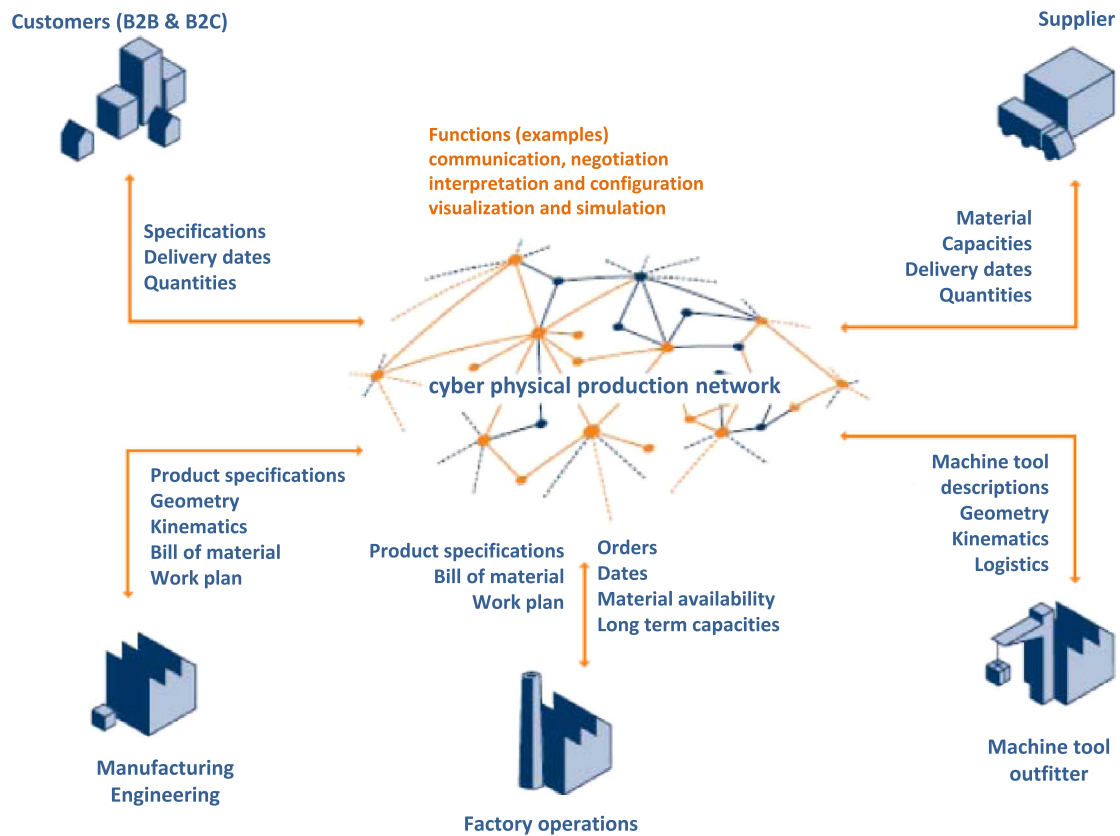 Customers (B2B & B2C)
Supplier
Functions (examples)
communication, negotiation
interpretation and configuration
visualization and simulation
Specifications
Delivery dates
Quantities
Material
Capacities
Delivery dates
Quantities
cyber physical production network
Product specifications
Geometry
Kinematics
Bill of material
Work plan
Product specifications
Bill of material
Work plan
Orders
Dates
Material availability
Long term capacities
Machine tool
descriptions
Geometry
Kinematics
Logistics
Manufacturing
Engineering
Factory operations
Machine tool
outfitter